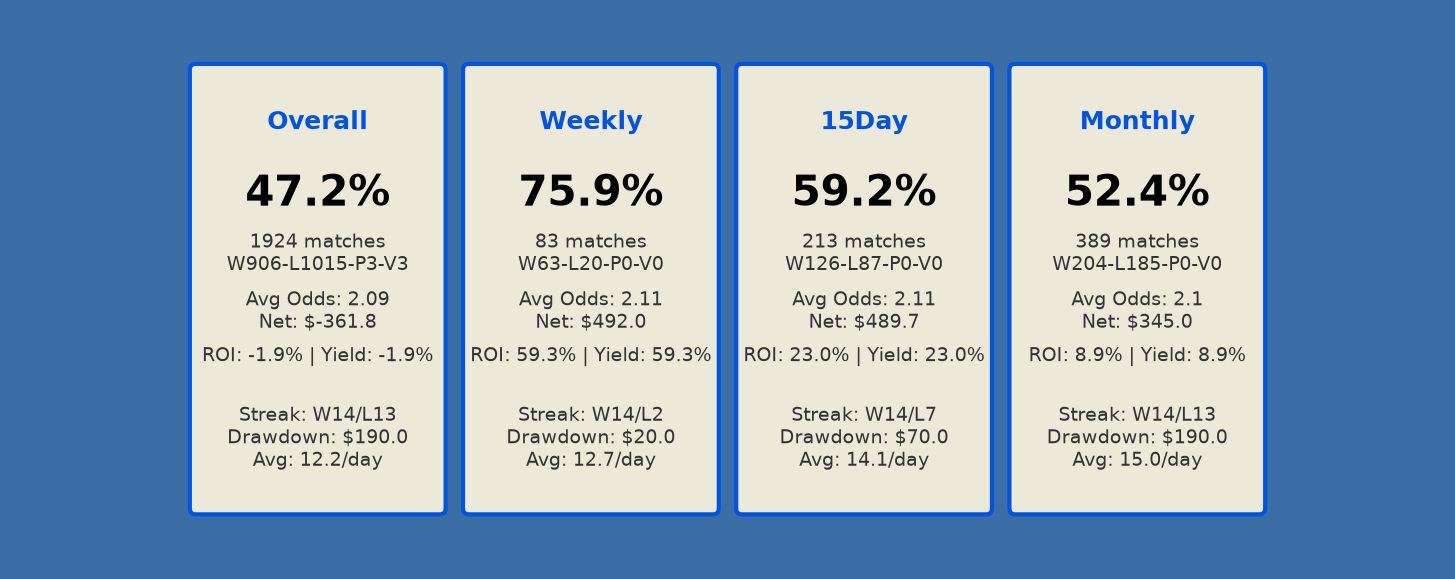 Overall
47.2%
1924 matches
W906-L1015-P3-V3
Avg Odds: 2.09
Net: $-361.8
ROI: -1.9% | Yield: -1.9%
Streak: W14/L13
Drawdown: $190.0
Avg: 12.2/day
Weekly
75.9%
83 matches
W63-L20-P0-V0
Avg Odds: 2.11
Net: $492.0
ROI: 59.3% | Yield: 59.3%
Streak: W14/L2
Drawdown: $20.0
Avg: 12.7/day
15Day
59.2%
213 matches
W126-L87-P0-V0
Avg Odds: 2.11
Net: $489.7
ROI: 23.0% | Yield: 23.0%
Streak: W14/L7
Drawdown: $70.0
Avg: 14.1/day
Monthly
52.4%
389 matches
W204-L185-P0-V0
Avg Odds: 2.1
Net: $345.0
ROI: 8.9% | Yield: 8.9%
Streak: W14/L13
Drawdown: $190.0
Avg: 15.0/day